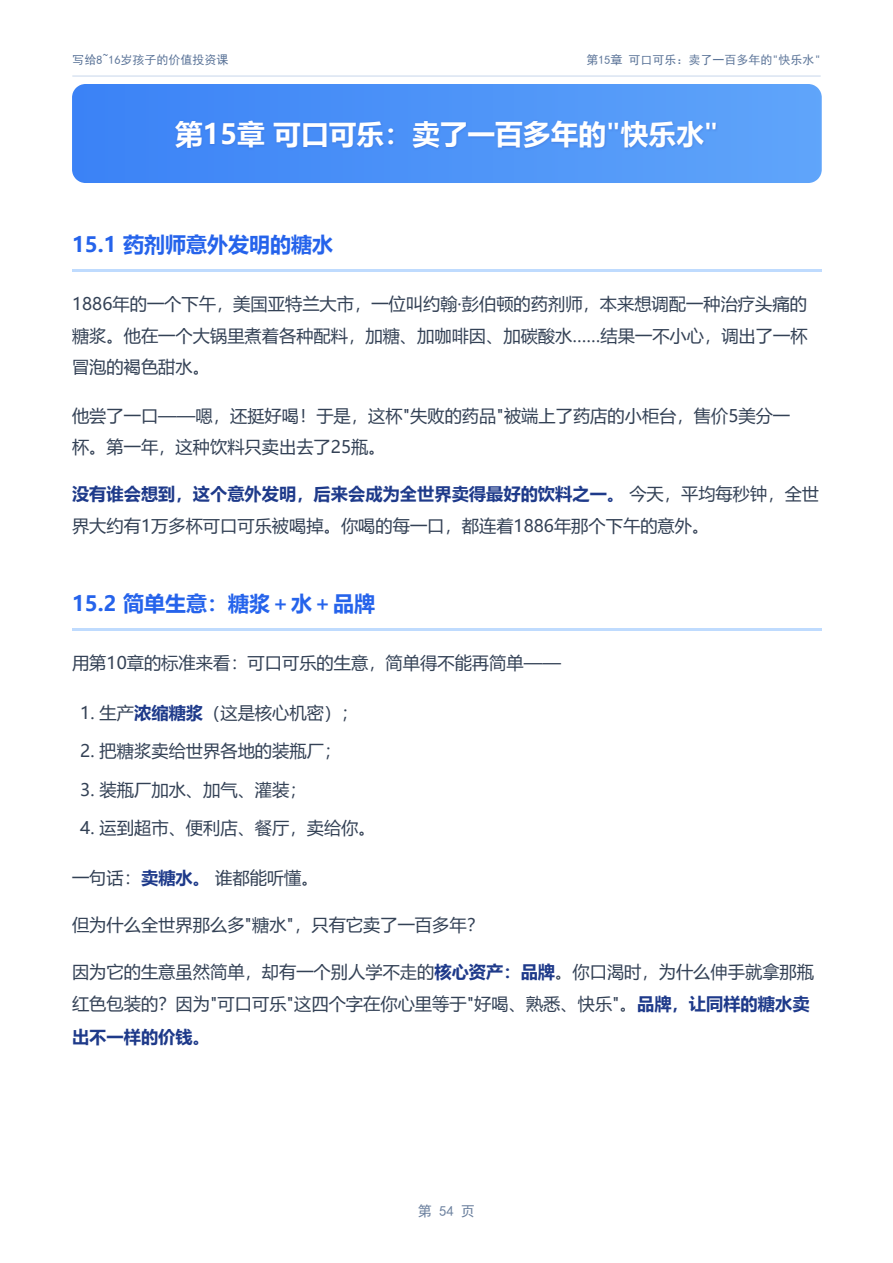 写给8~16岁孩子的价值投资课
第15章 可口可乐：卖了一百多年的"快乐水"
第15章 可口可乐：卖了一百多年的"快乐水"
15.1 药剂师意外发明的糖水
1886年的一个下午，美国亚特兰大市，一位叫约翰·彭伯顿的药剂师，本来想调配一种治疗头痛的
糖浆。他在一个大锅里煮着各种配料，加糖、加咖啡因、加碳酸水……结果一不小心，调出了一杯
冒泡的褐色甜水。
他尝了一口——嗯，还挺好喝！于是，这杯"失败的药品"被端上了药店的小柜台，售价5美分一
杯。第一年，这种饮料只卖出去了25瓶。
没有谁会想到，这个意外发明，后来会成为全世界卖得最好的饮料之一。 今天，平均每秒钟，全世
界大约有1万多杯可口可乐被喝掉。你喝的每一口，都连着1886年那个下午的意外。
15.2 简单生意：糖浆＋水＋品牌
用第10章的标准来看：可口可乐的生意，简单得不能再简单——
1. 生产浓缩糖浆（这是核心机密）；
2. 把糖浆卖给世界各地的装瓶厂；
3. 装瓶厂加水、加气、灌装；
4. 运到超市、便利店、餐厅，卖给你。
一句话：卖糖水。 谁都能听懂。
但为什么全世界那么多"糖水"，只有它卖了一百多年？
因为它的生意虽然简单，却有一个别人学不走的核心资产：品牌。你口渴时，为什么伸手就拿那瓶
红色包装的？因为"可口可乐"这四个字在你心里等于"好喝、熟悉、快乐"。品牌，让同样的糖水卖
出不一样的价钱。
第 54 页